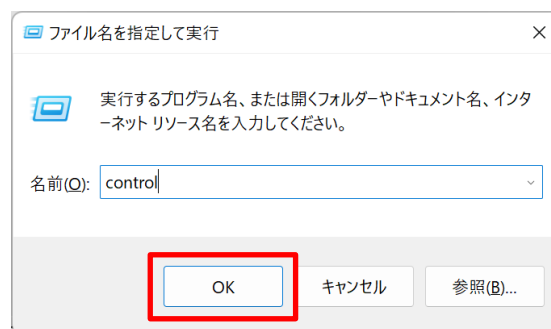 ファイル名を指定して実行
実行するプログラム名、または開くフォルダーやドキュメント名、インタ
ーネット リソース名を入力してください。
名前(O): control
OK キャンセル 参照(B)...